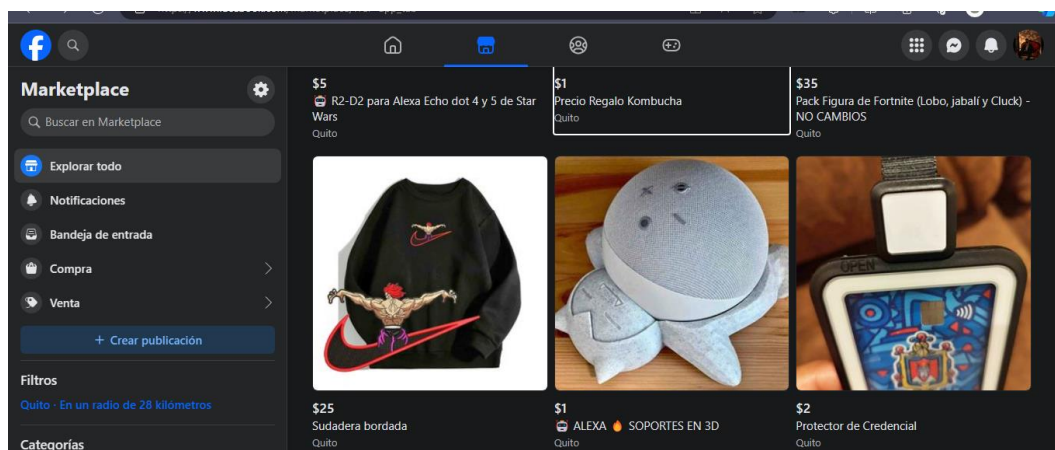 Marketplace
Buscar en Marketplace
Explorar todo
Notificaciones
Bandeja de entrada
Compra
Venta
+ Crear publicación
Filtros
Quito · En un radio de 28 kilómetros
Categorías
$5
R2-D2 para Alexa Echo dot 4 y 5 de Star
Wars
Quito
$1
Precio Regalo Kombucha
Quito
$35
Pack Figura de Fortnite (Lobo, jabalí y Cluck) -
NO CAMBIOS
Quito
OPEN
$25
Sudadera bordada
Quito
$1
ALEXA SOPORTES EN 3D
Quito
$2
Protector de Credencial
Quito